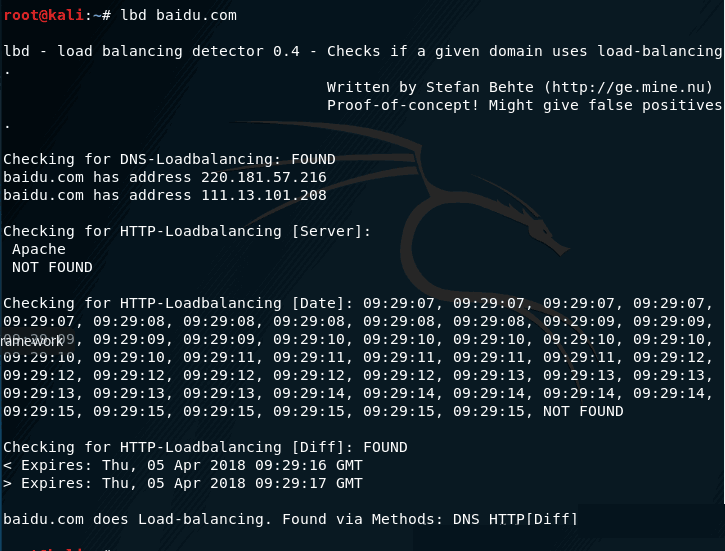 root@kali:~# lbd baidu.com
lbd - load balancing detector 0.4 - Checks if a given domain uses load-balancing
.
Written by Stefan Behte (http://ge.mine.nu)
Proof-of-concept! Might give false positives
.
Checking for DNS-Loadbalancing: FOUND
baidu.com has address 220.181.57.216
baidu.com has address 111.13.101.208
Checking for HTTP-Loadbalancing [Server]:
Apache
NOT FOUND
Checking for HTTP-Loadbalancing [Date]: 09:29:07, 09:29:07, 09:29:07, 09:29:07,
09:29:07, 09:29:08, 09:29:08, 09:29:08, 09:29:08, 09:29:08, 09:29:09, 09:29:09,
ramework 09:29:09, 09:29:09, 09:29:10, 09:29:10, 09:29:10, 09:29:10, 09:29:10,
:10, 09:29:10, 09:29:11, 09:29:11, 09:29:11, 09:29:11, 09:29:11, 09:29:12,
09:29:12, 09:29:12, 09:29:12, 09:29:12, 09:29:12, 09:29:13, 09:29:13, 09:29:13,
09:29:13, 09:29:13, 09:29:13, 09:29:14, 09:29:14, 09:29:14, 09:29:14, 09:29:14,
09:29:15, 09:29:15, 09:29:15, 09:29:15, 09:29:15, 09:29:15, NOT FOUND
Checking for HTTP-Loadbalancing [Diff]: FOUND
< Expires: Thu, 05 Apr 2018 09:29:16 GMT
> Expires: Thu, 05 Apr 2018 09:29:17 GMT
baidu.com does Load-balancing. Found via Methods: DNS HTTP[Diff]